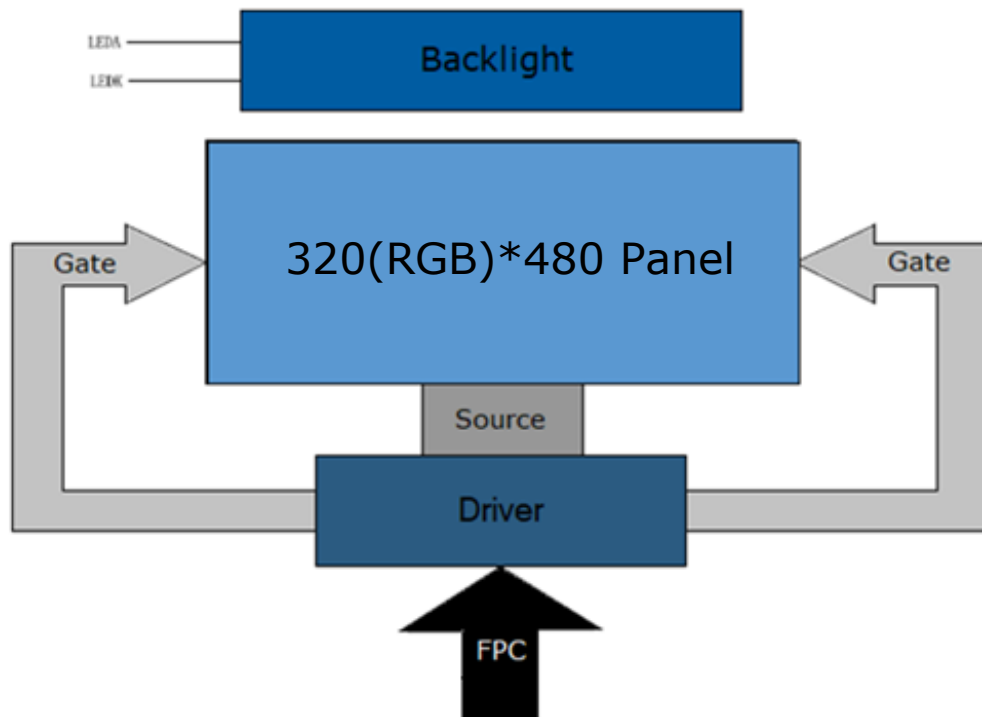 LEDA
Backlight
LEDK
Gate
320(RGB)*480 Panel
Gate
Source
Driver
FPC